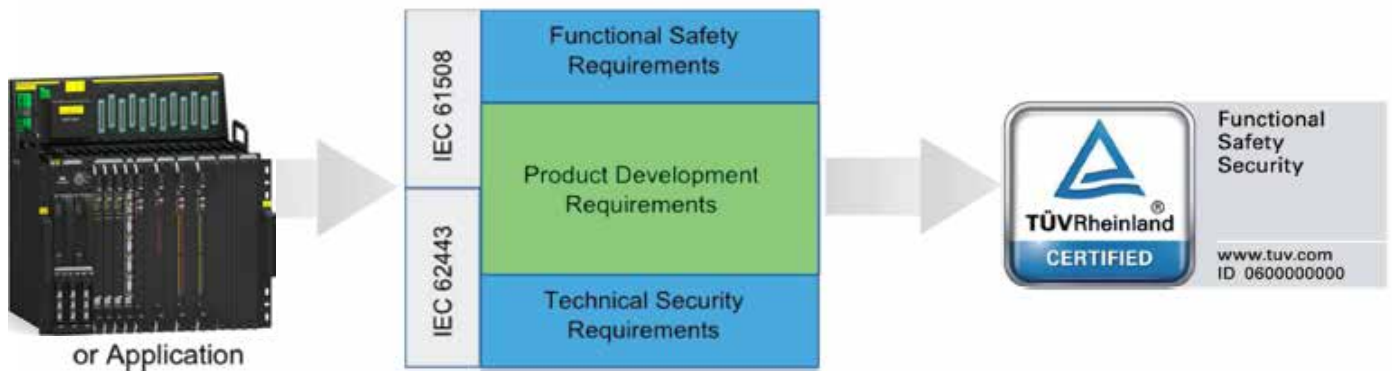 or Application
IEC 61508
IEC 62443
Functional Safety
Requirements
Product Development
Requirements
Technical Security
Requirements
TÜVRheinland®
CERTIFIED
Functional
Safety
Security
www.tuv.com
ID 0600000000